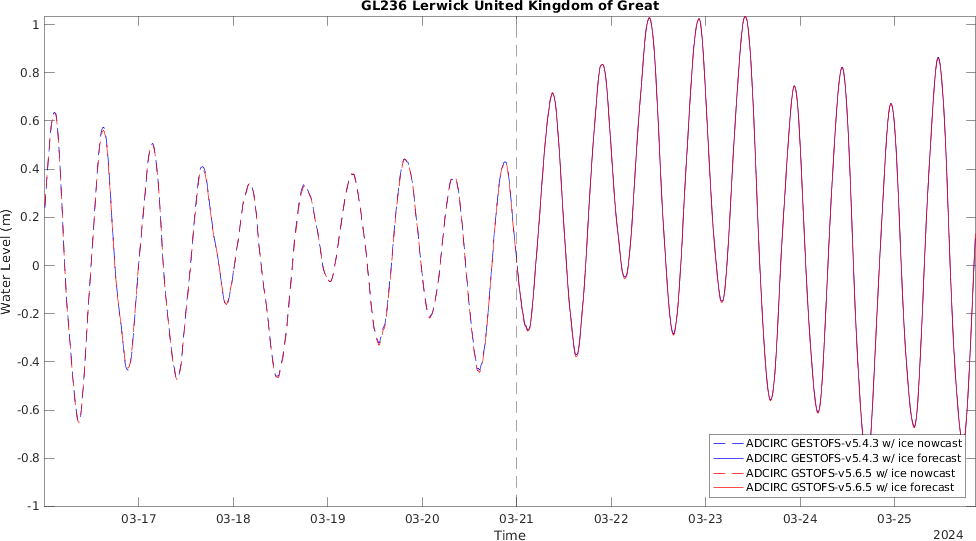 GL236 Lerwick United Kingdom of Great
1
0.8
0.6
0.4
0.2
0
-0.2
-0.4
-0.6
-0.8
-1
Water Level (m)
ADCIRC GESTOFS-v5.4.3 w/ ice nowcast
ADCIRC GESTOFS-v5.4.3 w/ ice forecast
ADCIRC GSTOFS-v5.6.5 w/ ice nowcast
ADCIRC GSTOFS-v5.6.5 w/ ice forecast
03-17 03-18 03-19 03-20 03-21 03-22 03-23 03-24 03-25
Time
2024